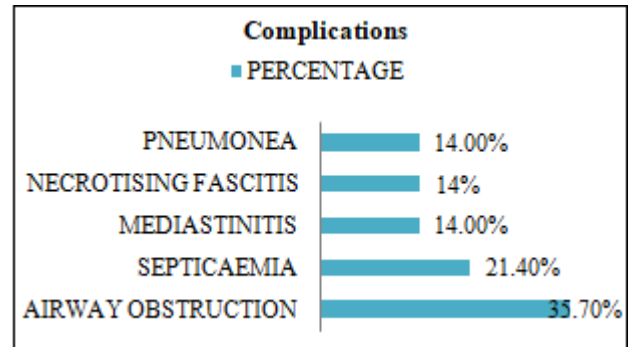 Complications
PERCENTAGE
PNEUMONEA 14.00%
NECROTISING FASCITIS 14%
MEDIASTINITIS 14.00%
SEPTICAEMIA 21.40%
AIRWAY OBSTRUCTION 35.70%